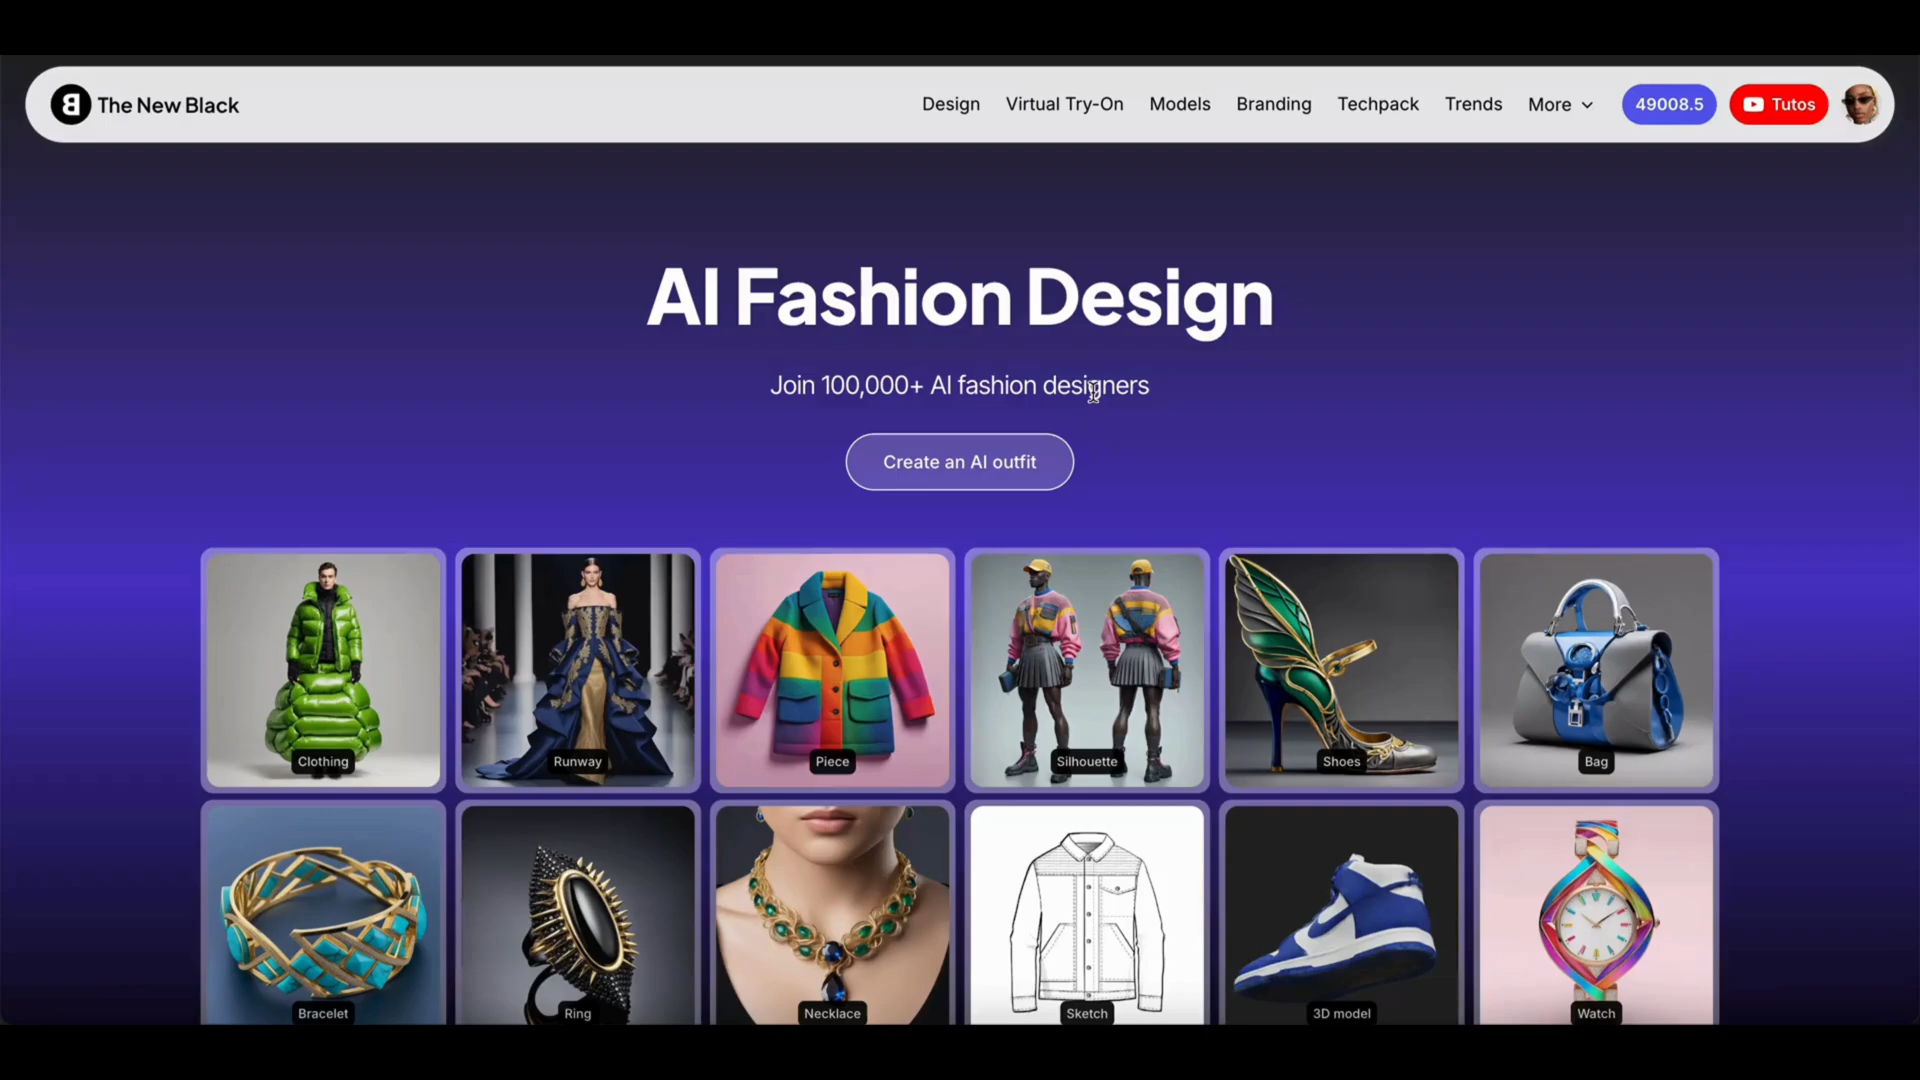 The New Black
Design
Virtual Try-On
Models
Branding
Techpack
Trends
More
49008.5
Tutos
AI Fashion Design
Join 100,000+ AI fashion designers
Create an AI outfit
Clothing
Runway
Piece
Silhouette
Shoes
Bag
Bracelet
Ring
Necklace
Sketch
3D model
Watch